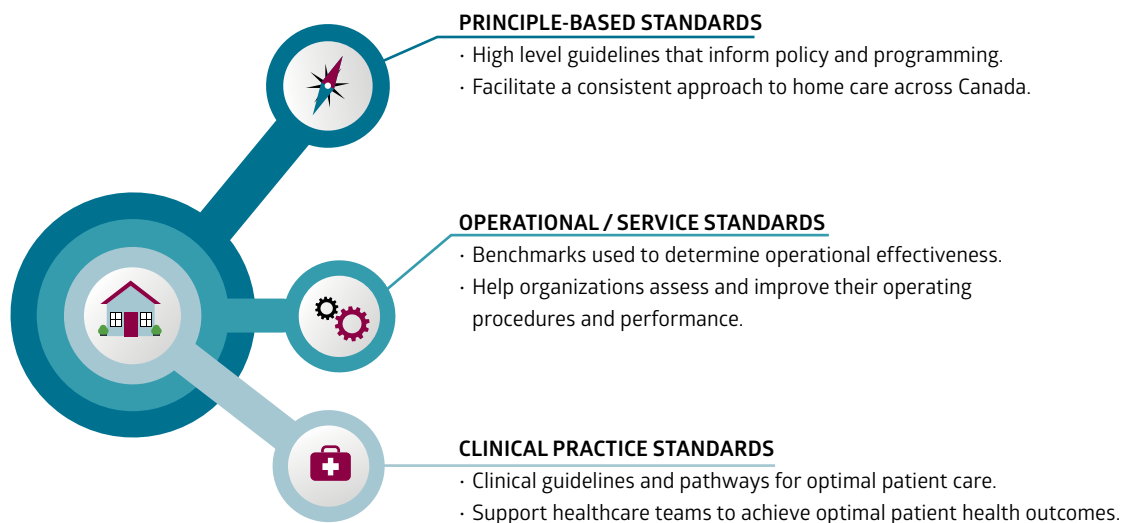 PRINCIPLE-BASED STANDARDS
· High level guidelines that inform policy and programming.
· Facilitate a consistent approach to home care across Canada.
OPERATIONAL / SERVICE STANDARDS
· Benchmarks used to determine operational effectiveness.
· Help organizations assess and improve their operating
procedures and performance.
CLINICAL PRACTICE STANDARDS
· Clinical guidelines and pathways for optimal patient care.
· Support healthcare teams to achieve optimal patient health outcomes.